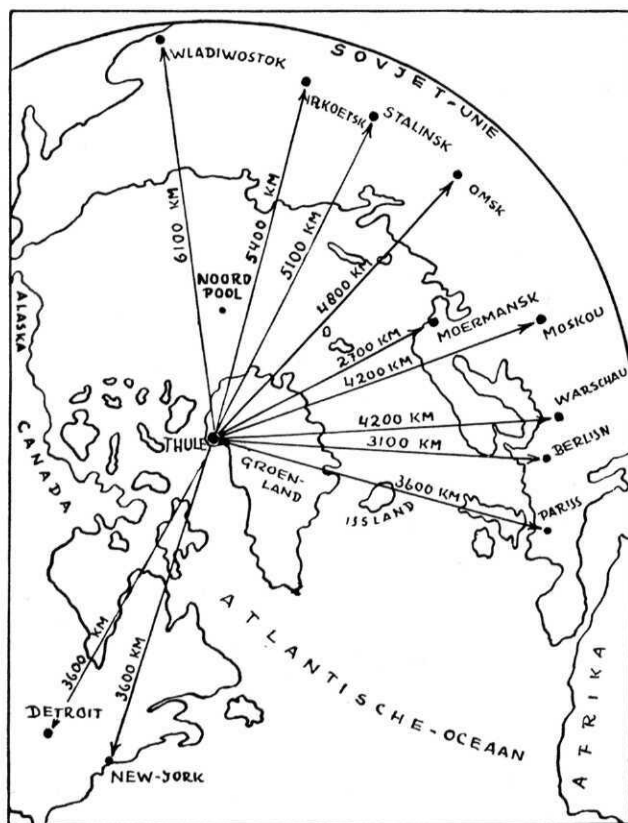 WLADIWOSTOK
SOVJET-UNIE
IRKOETSK
STALINSK
OMSK
6100 KM
5400 KM
5100 KM
4800 KM
NOORD
POOL
ALASKA
MOERMANSK
MOSKOU
2700 KM
4200 KM
CANADA
WARSCHAU
4200 KM
THULE
3100 KM
BERLIJN
GROEN-
LAND
3600 KM
IJSLAND
PARIJS
ATLANTISCHE-OCEAAN
AFRIKA
3600 KM
3600 KM
DETROIT
NEW-YORK